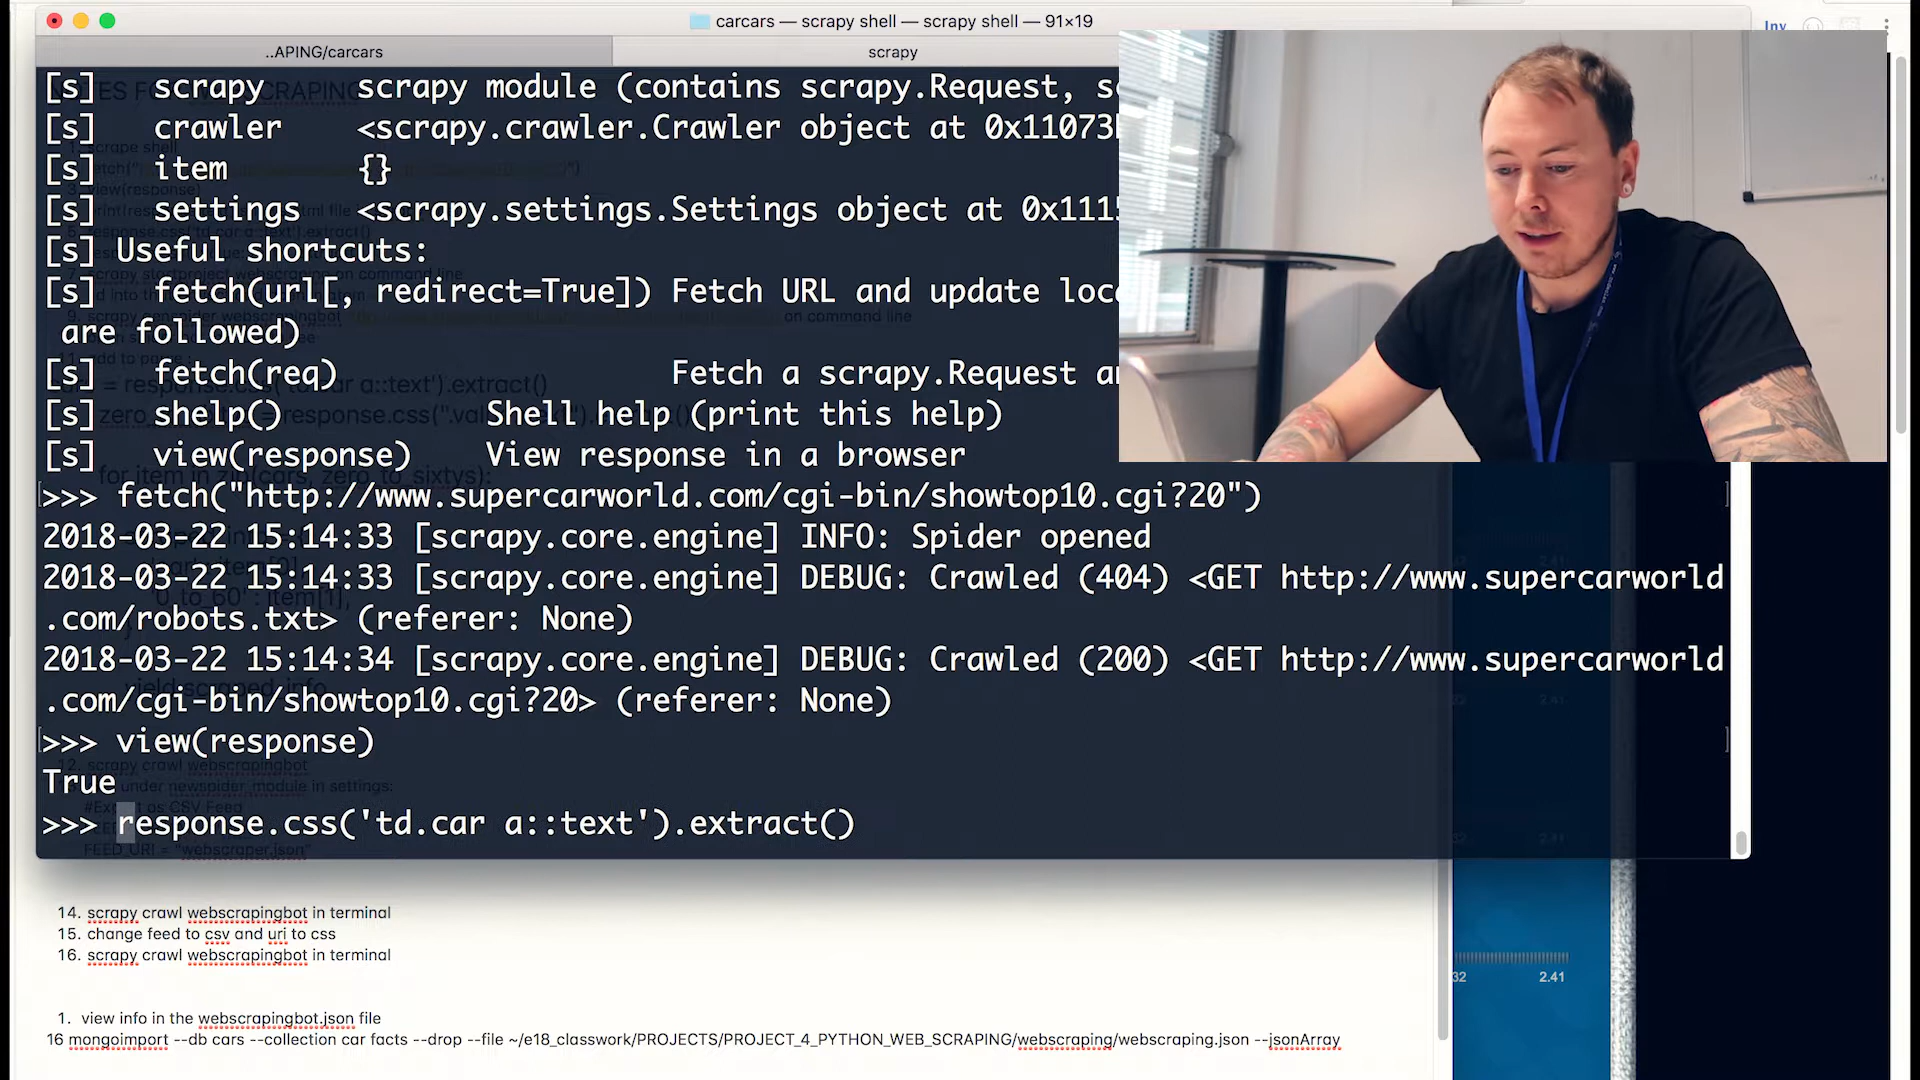 carcars — scrapy shell — scrapy shell — 91×19
Inv
..APING/carcars
scrapy
[s] scrapy scrapy module (contains scrapy.Request, sc
[s] crawler <scrapy.crawler.Crawler object at 0x11073
[s] item {}
[s] settings <scrapy.settings.Settings object at 0x111
[s] Useful shortcuts:
[s] fetch(url[, redirect=True]) Fetch URL and update loc
are followed)
[s] fetch(req) Fetch a scrapy.Request an
[s] shelp() Shell help (print this help)
[s] view(response) View response in a browser
>>> fetch("http://www.supercarworld.com/cgi-bin/showtop10.cgi?20")
2018-03-22 15:14:33 [scrapy.core.engine] INFO: Spider opened
2018-03-22 15:14:33 [scrapy.core.engine] DEBUG: Crawled (404) <GET http://www.supercarworld
.com/robots.txt> (referer: None)
2018-03-22 15:14:34 [scrapy.core.engine] DEBUG: Crawled (200) <GET http://www.supercarworld
.com/cgi-bin/showtop10.cgi?20> (referer: None)
>>> view(response)
True
>>> response.css('td.car a::text').extract()
14. scrapy crawl webscrapingbot in terminal
15. change feed to csv and uri to css
16. scrapy crawl webscrapingbot in terminal
32 2.41
1. view info in the webscrapingbot.json file
16 mongoimport --db cars --collection car facts --drop --file ~/e18_classwork/PROJECTS/PROJECT_4_PYTHON_WEB_SCRAPING/webscraping/webscraping.json --jsonArray